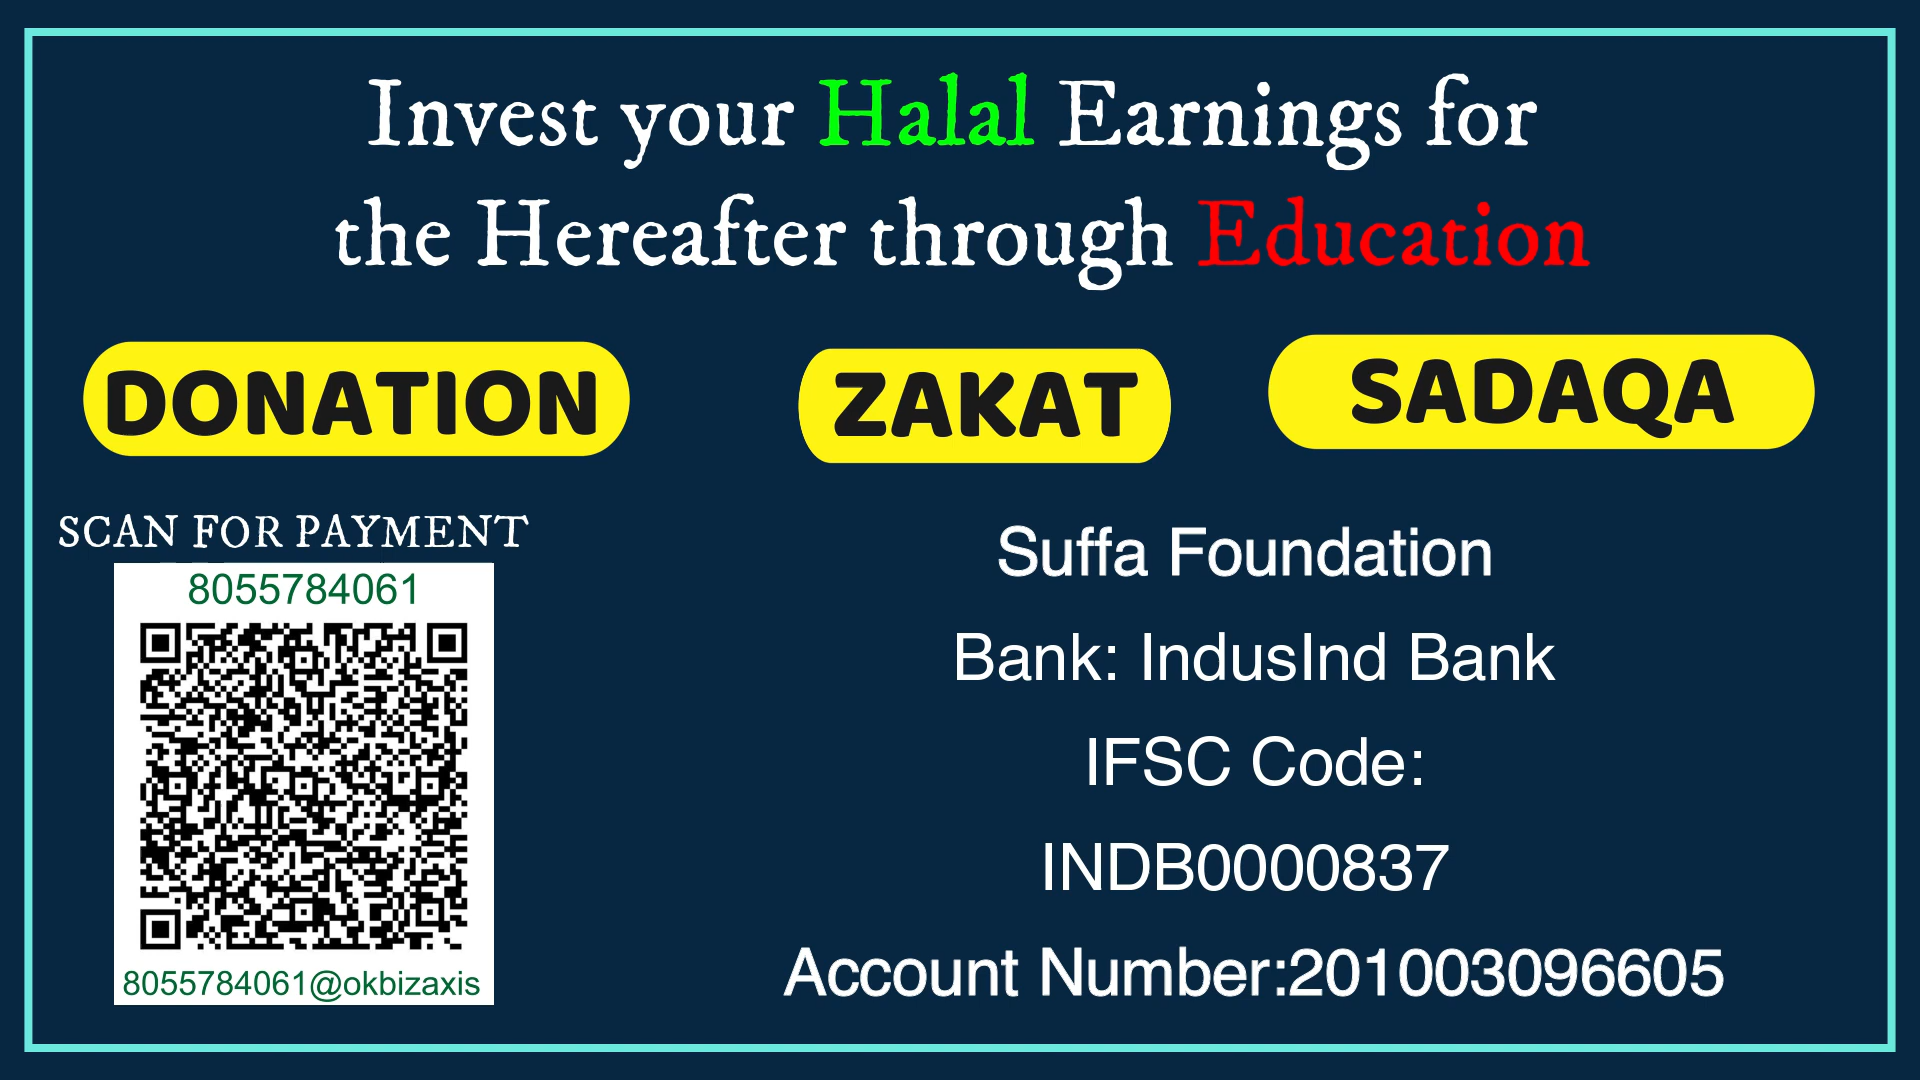 Invest your Halal Earnings for
the Hereafter through Education
DONATION
ZAKAT
SADAQA
SCAN FOR PAYMENT
8055784061
8055784061@okbizaxis
Suffa Foundation
Bank: IndusInd Bank
IFSC Code:
INDB0000837
Account Number:201003096605